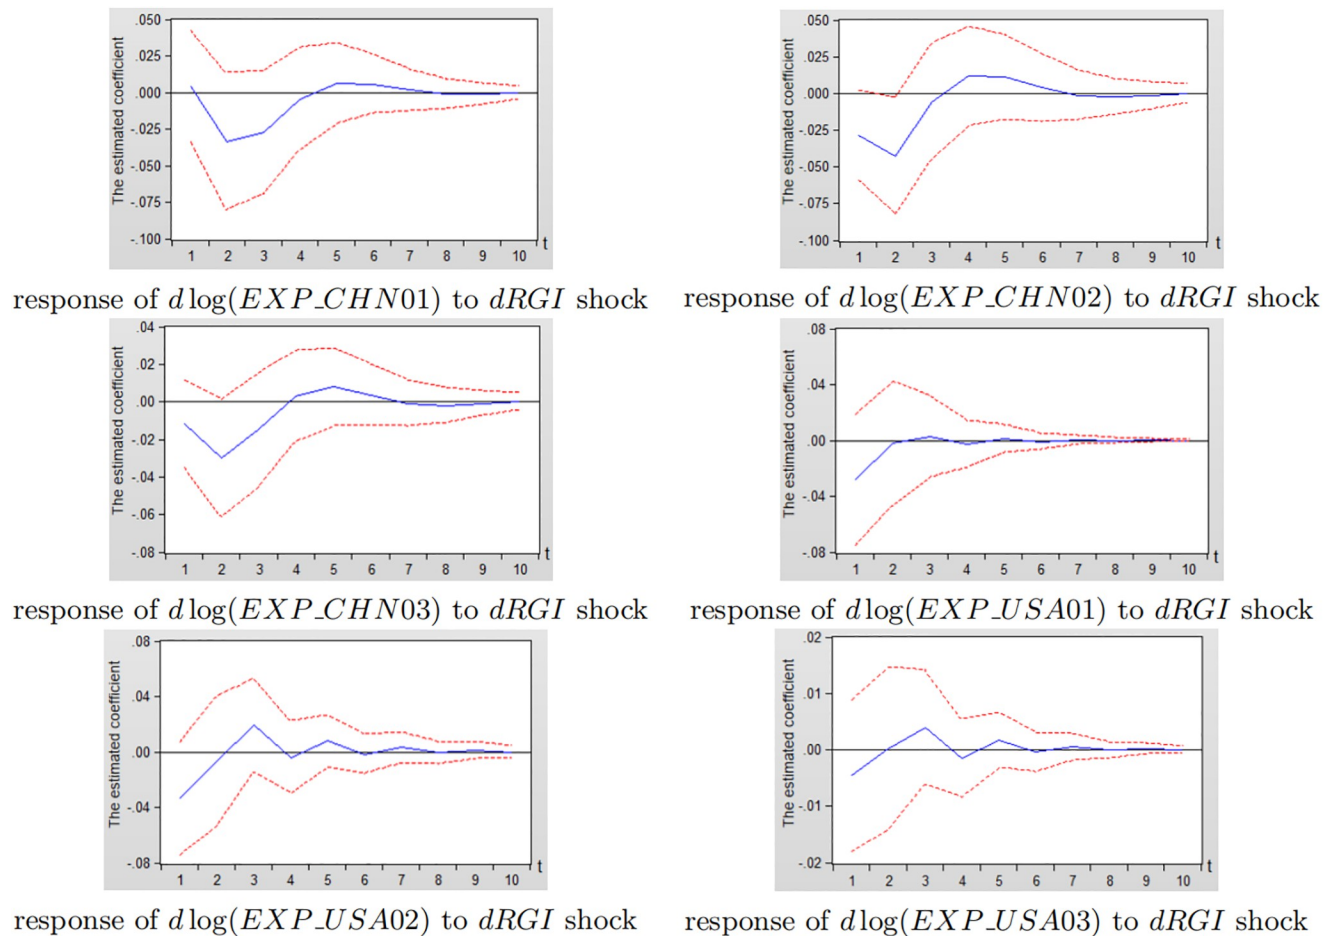 The estimated coefficient
.050
.025
.000
-.025
-.050
-.075
-.100
1 2 3 4 5 6 7 8 9 10
t
response of d log(EXP_CHN01) to dRGI shock
The estimated coefficient
.050
.025
.000
-.025
-.050
-.075
-.100
1 2 3 4 5 6 7 8 9 10
t
response of d log(EXP_CHN02) to dRGI shock
The estimated coefficient
.04
.02
.00
-.02
-.04
-.06
-.08
1 2 3 4 5 6 7 8 9 10
t
response of d log(EXP_CHN03) to dRGI shock
The estimated coefficient
.08
.04
.00
-.04
-.08
1 2 3 4 5 6 7 8 9 10
t
response of d log(EXP_USA01) to dRGI shock
The estimated coefficient
.08
.04
.00
-.04
-.08
1 2 3 4 5 6 7 8 9 10
t
response of d log(EXP_USA02) to dRGI shock
The estimated coefficient
.02
.01
.00
-.01
-.02
1 2 3 4 5 6 7 8 9 10
t
response of d log(EXP_USA03) to dRGI shock